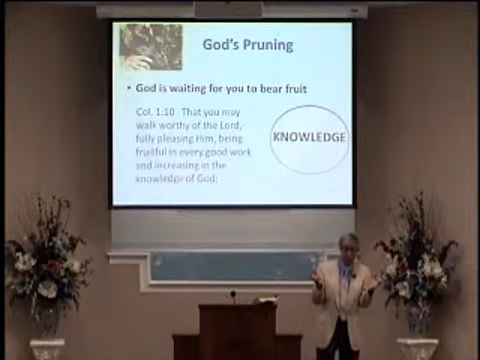 God's Pruning
• God is waiting for you to bear fruit
Col. 1:10 That you may
walk worthy of the Lord,
fully pleasing Him, being
fruitful in every good work
and increasing in the
knowledge of God;
KNOWLEDGE